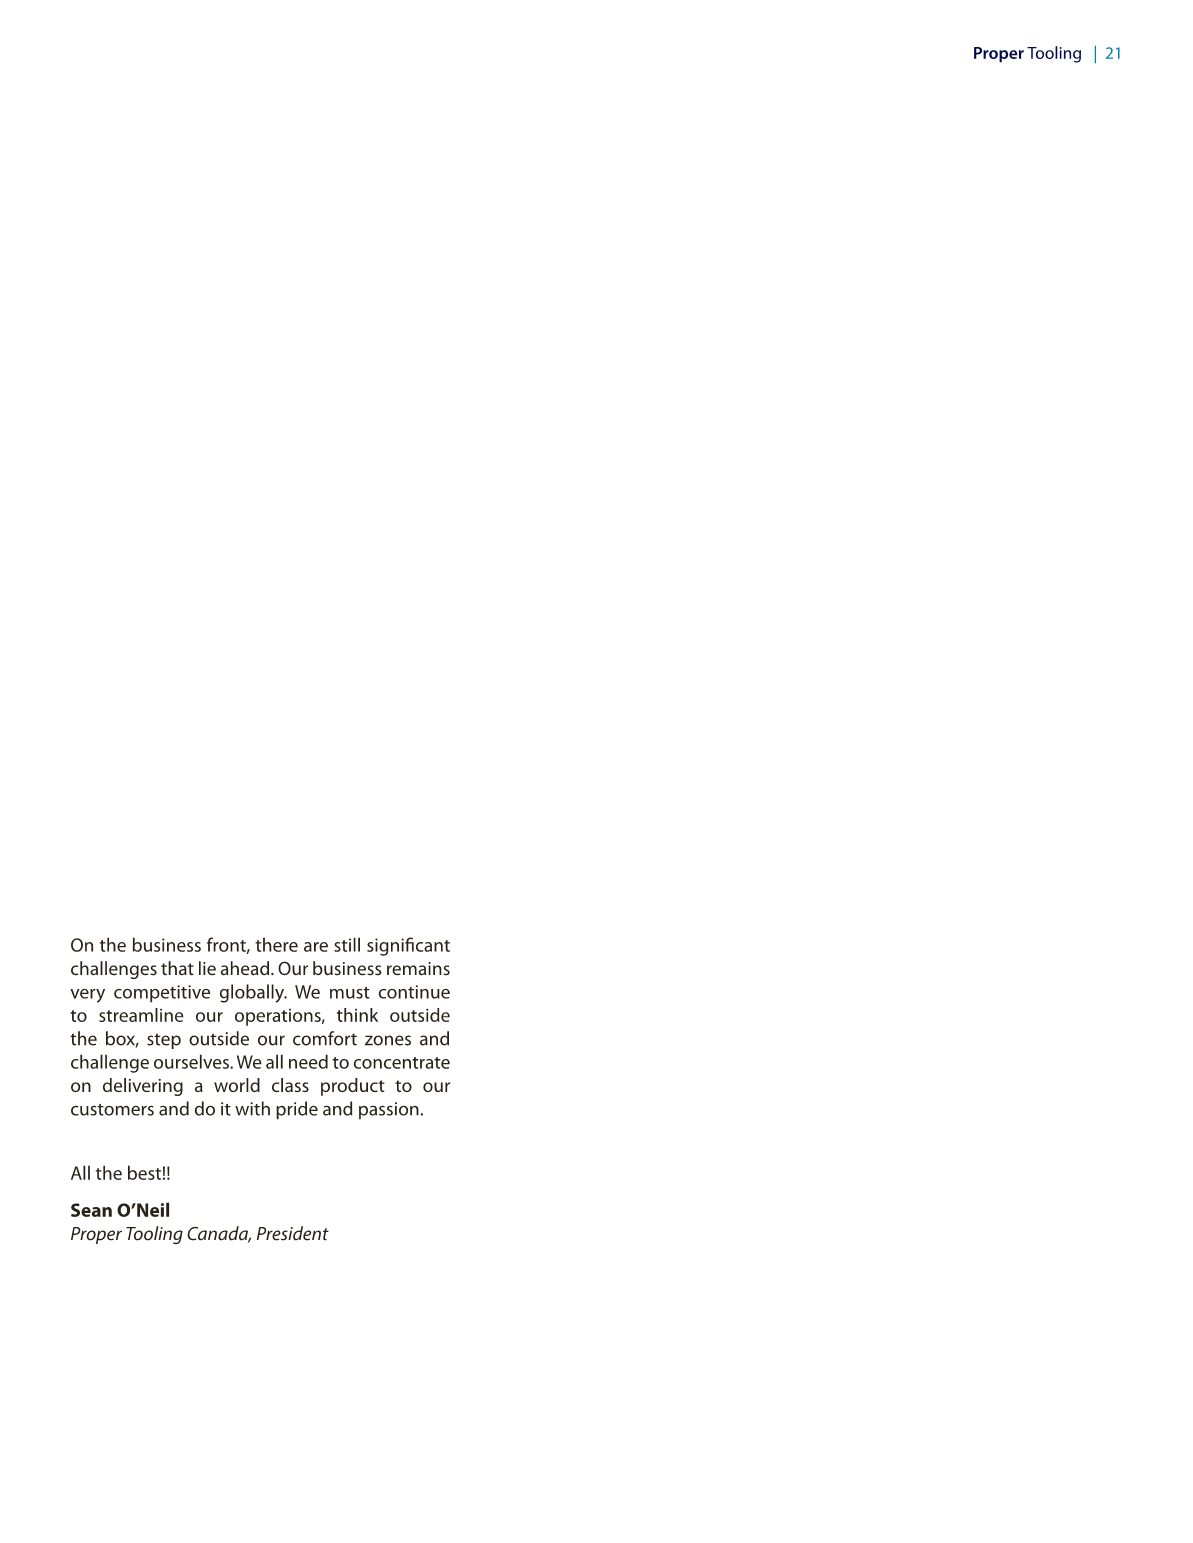 Proper Tooling | 21
On the business front, there are still significant
challenges that lie ahead. Our business remains
very competitive globally. We must continue
to streamline our operations, think outside
the box, step outside our comfort zones and
challenge ourselves. We all need to concentrate
on delivering a world class product to our
customers and do it with pride and passion.
All the best!!
Sean O’Neil
Proper Tooling Canada, President